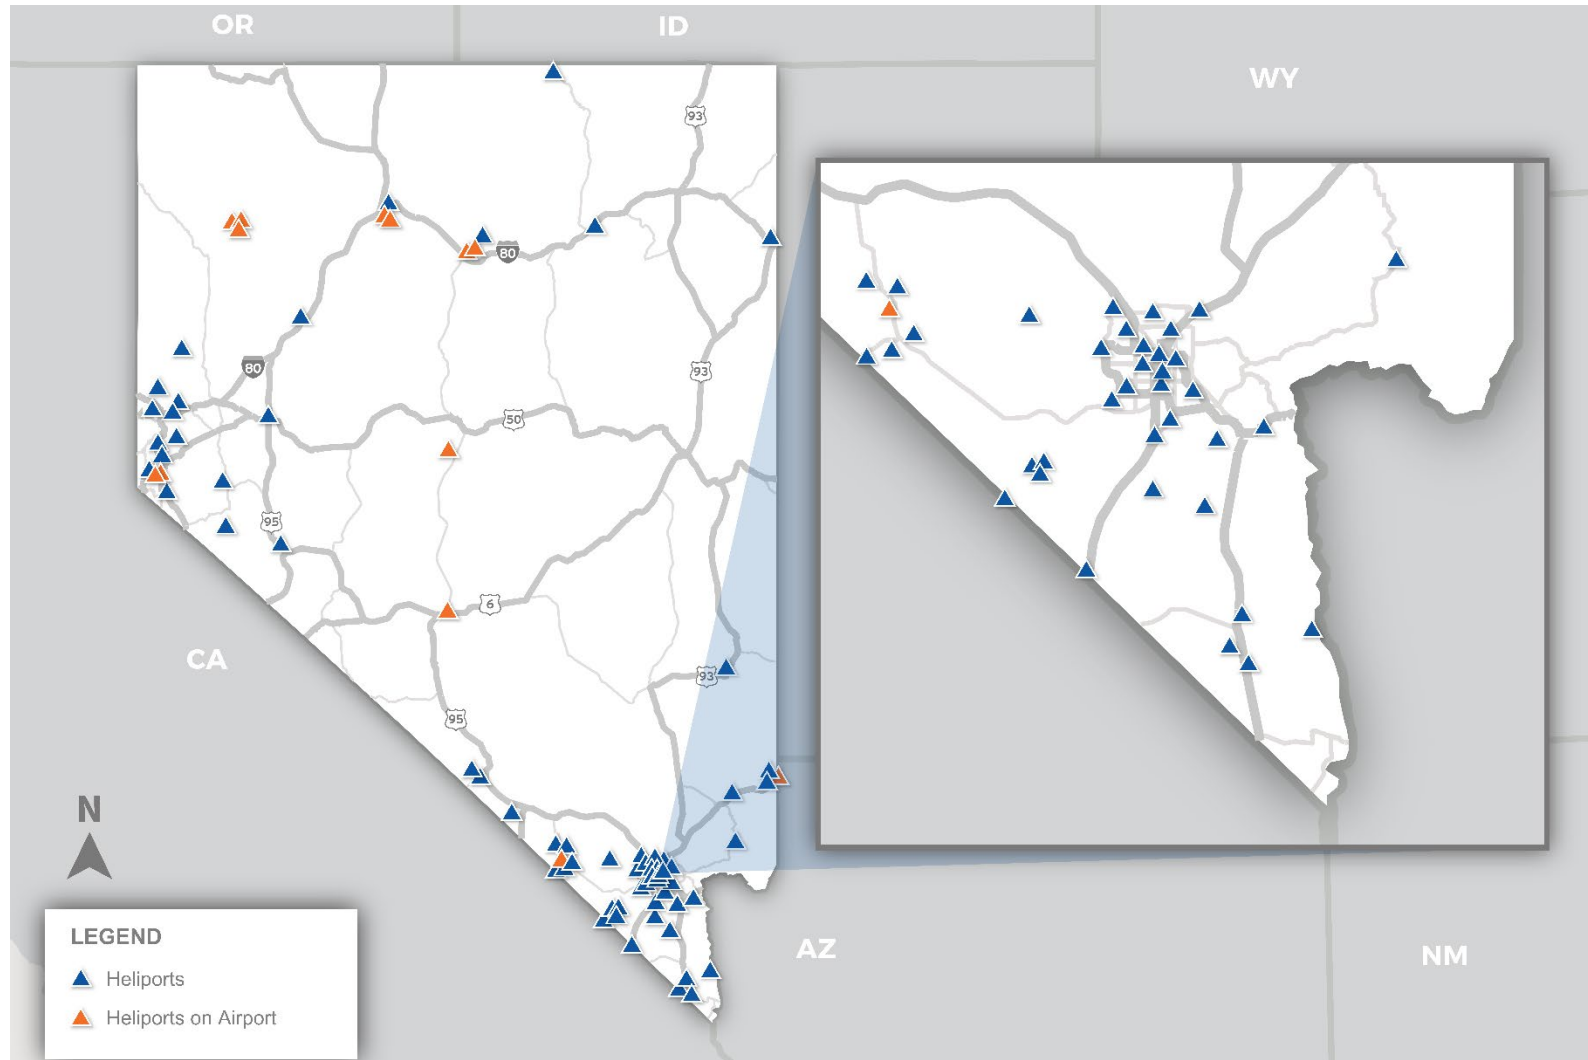 OR
ID
WY
93
80
80
93
50
95
6
CA
93
95
N
AZ
NM
LEGEND
Heliports
Heliports on Airport